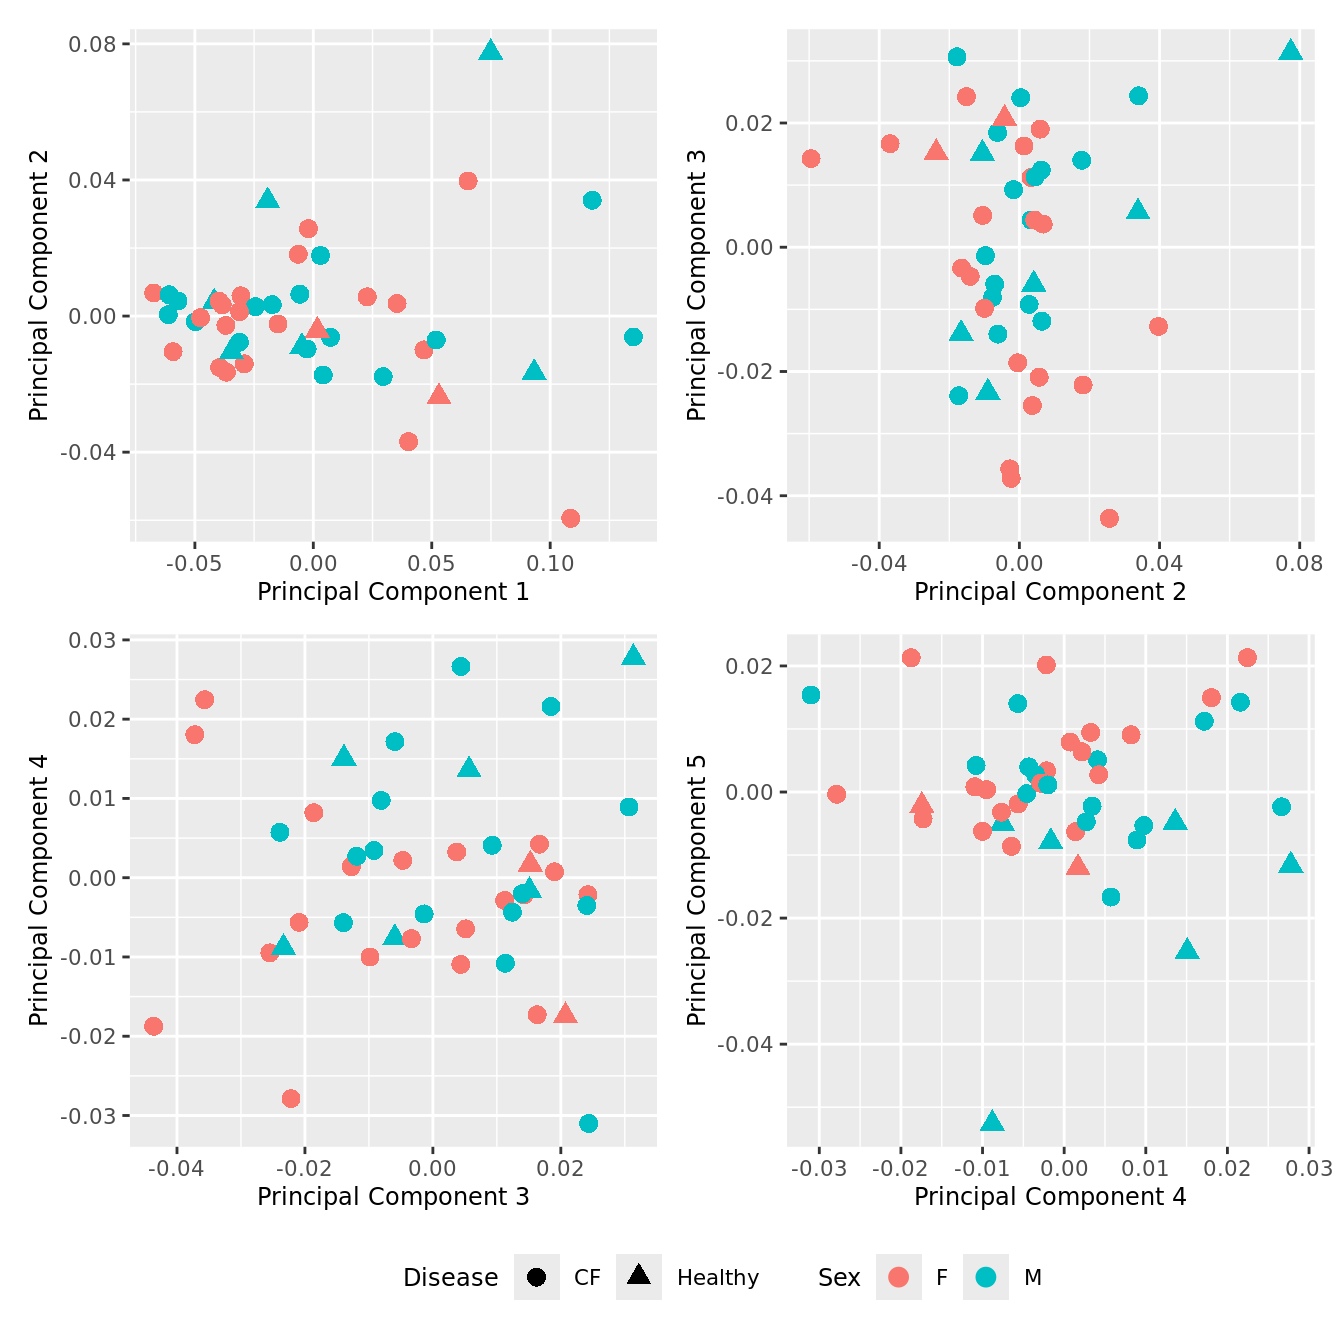 0.08
0.04
0.00
-0.04
Principal Component 2
-0.05 0.00 0.05 0.10
Principal Component 1
0.02
0.00
-0.02
-0.04
Principal Component 3
-0.04 0.00 0.04 0.08
Principal Component 2
0.03
0.02
0.01
0.00
-0.01
-0.02
-0.03
Principal Component 4
-0.04 -0.02 0.00 0.02
Principal Component 3
0.02
0.00
-0.02
-0.04
Principal Component 5
-0.03 -0.02 -0.01 0.00 0.01 0.02 0.03
Principal Component 4
Disease CF Healthy Sex F M